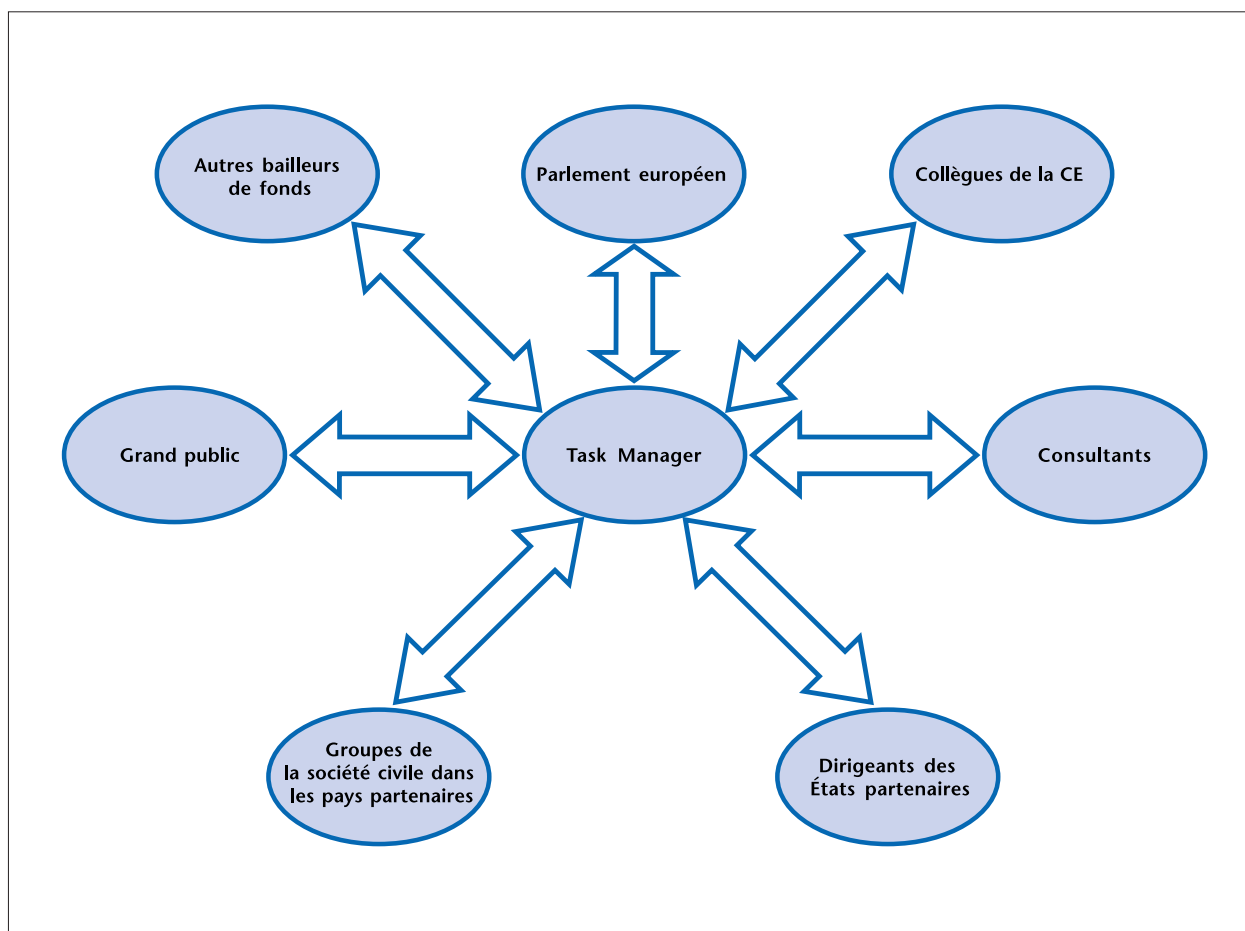 Autres bailleurs
de fonds
Parlement européen
Collègues de la CE
Grand public
Task Manager
Consultants
Groupes de
la société civile dans
les pays partenaires
Dirigeants des
États partenaires